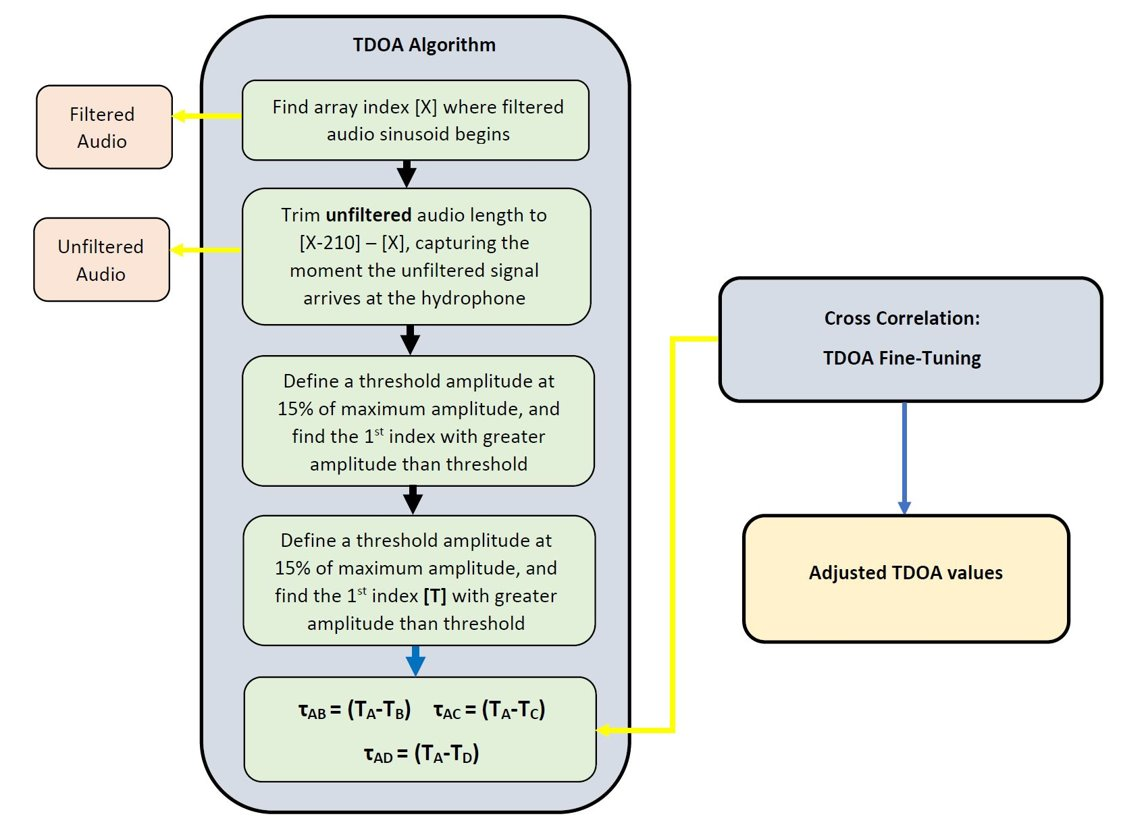 TDOA Algorithm
Filtered
Audio
Find array index [X] where filtered
audio sinusoid begins
Unfiltered
Audio
Trim unfiltered audio length to
[X-210] – [X], capturing the
moment the unfiltered signal
arrives at the hydrophone
Define a threshold amplitude at
15% of maximum amplitude, and
find the 1st index with greater
amplitude than threshold
Define a threshold amplitude at
15% of maximum amplitude, and
find the 1st index [T] with greater
amplitude than threshold
τAB = (TA-TB) τAC = (TA-TC)
τAD = (TA-TD)
Cross Correlation:
TDOA Fine-Tuning
Adjusted TDOA values